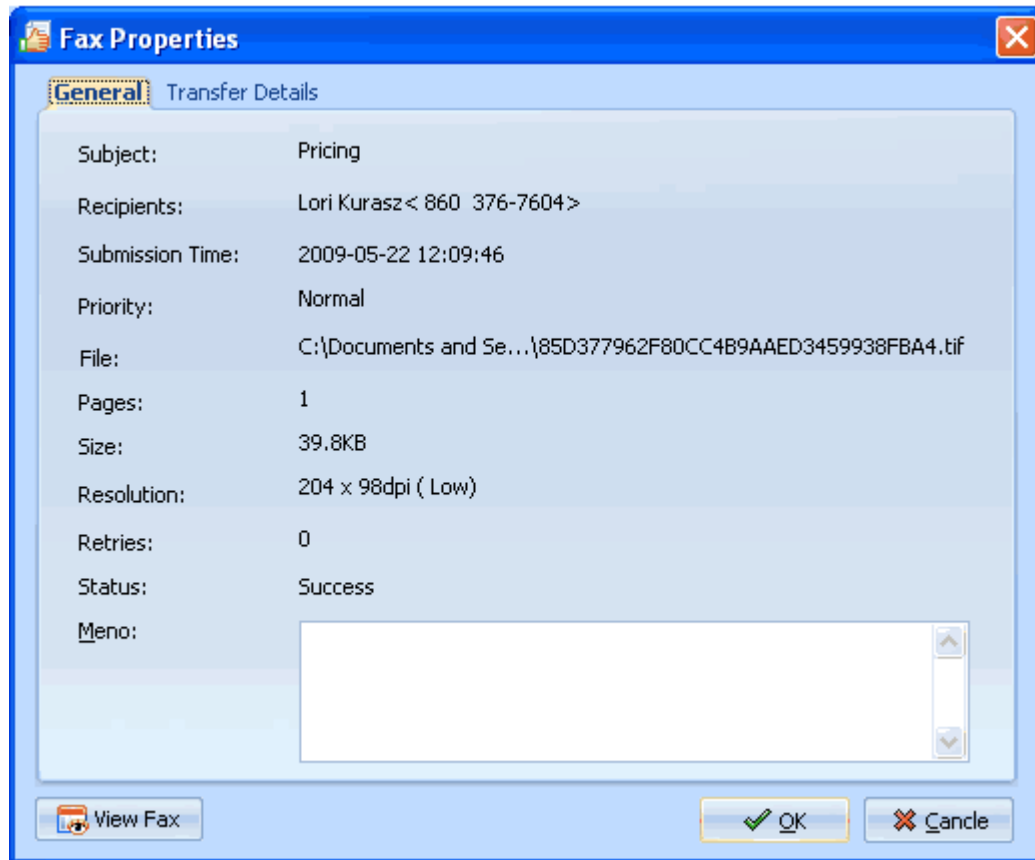 Fax Properties
General Transfer Details
Subject: Pricing
Recipients: Lori Kurasz< 860  376-7604>
Submission Time: 2009-05-22 12:09:46
Priority: Normal
File: C:\Documents and Se...\85D377962F80CC4B9AAED3459938FBA4.tif
Pages: 1
Size: 39.8KB
Resolution: 204 x 98dpi ( Low)
Retries: 0
Status: Success
Meno:
View Fax OK Cancle